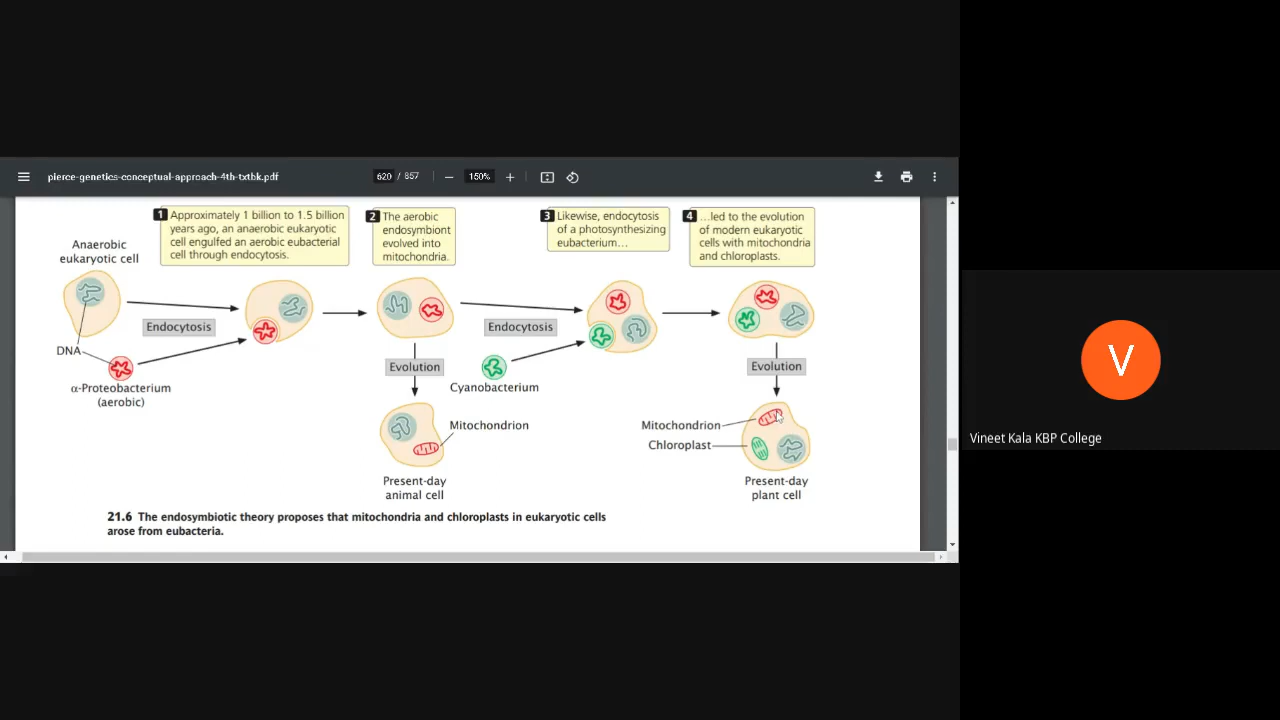 pierce-genetics-conceptual-approach-4th-txtbk.pdf
620 / 857
150%
1 Approximately 1 billion to 1.5 billion
years ago, an anaerobic eukaryotic
cell engulfed an aerobic eubacterial
cell through endocytosis.
2 The aerobic
endosymbiont
evolved into
mitochondria.
3 Likewise, endocytosis
of a photosynthesizing
eubacterium…
4 …led to the evolution
of modern eukaryotic
cells with mitochondria
and chloroplasts.
Anaerobic
eukaryotic cell
Endocytosis
Endocytosis
DNA
Evolution
Evolution
α-Proteobacterium
(aerobic)
Cyanobacterium
Mitochondrion
Mitochondrion
Chloroplast
Present-day
animal cell
Present-day
plant cell
21.6 The endosymbiotic theory proposes that mitochondria and chloroplasts in eukaryotic cells
arose from eubacteria.
V
Vineet Kala KBP College